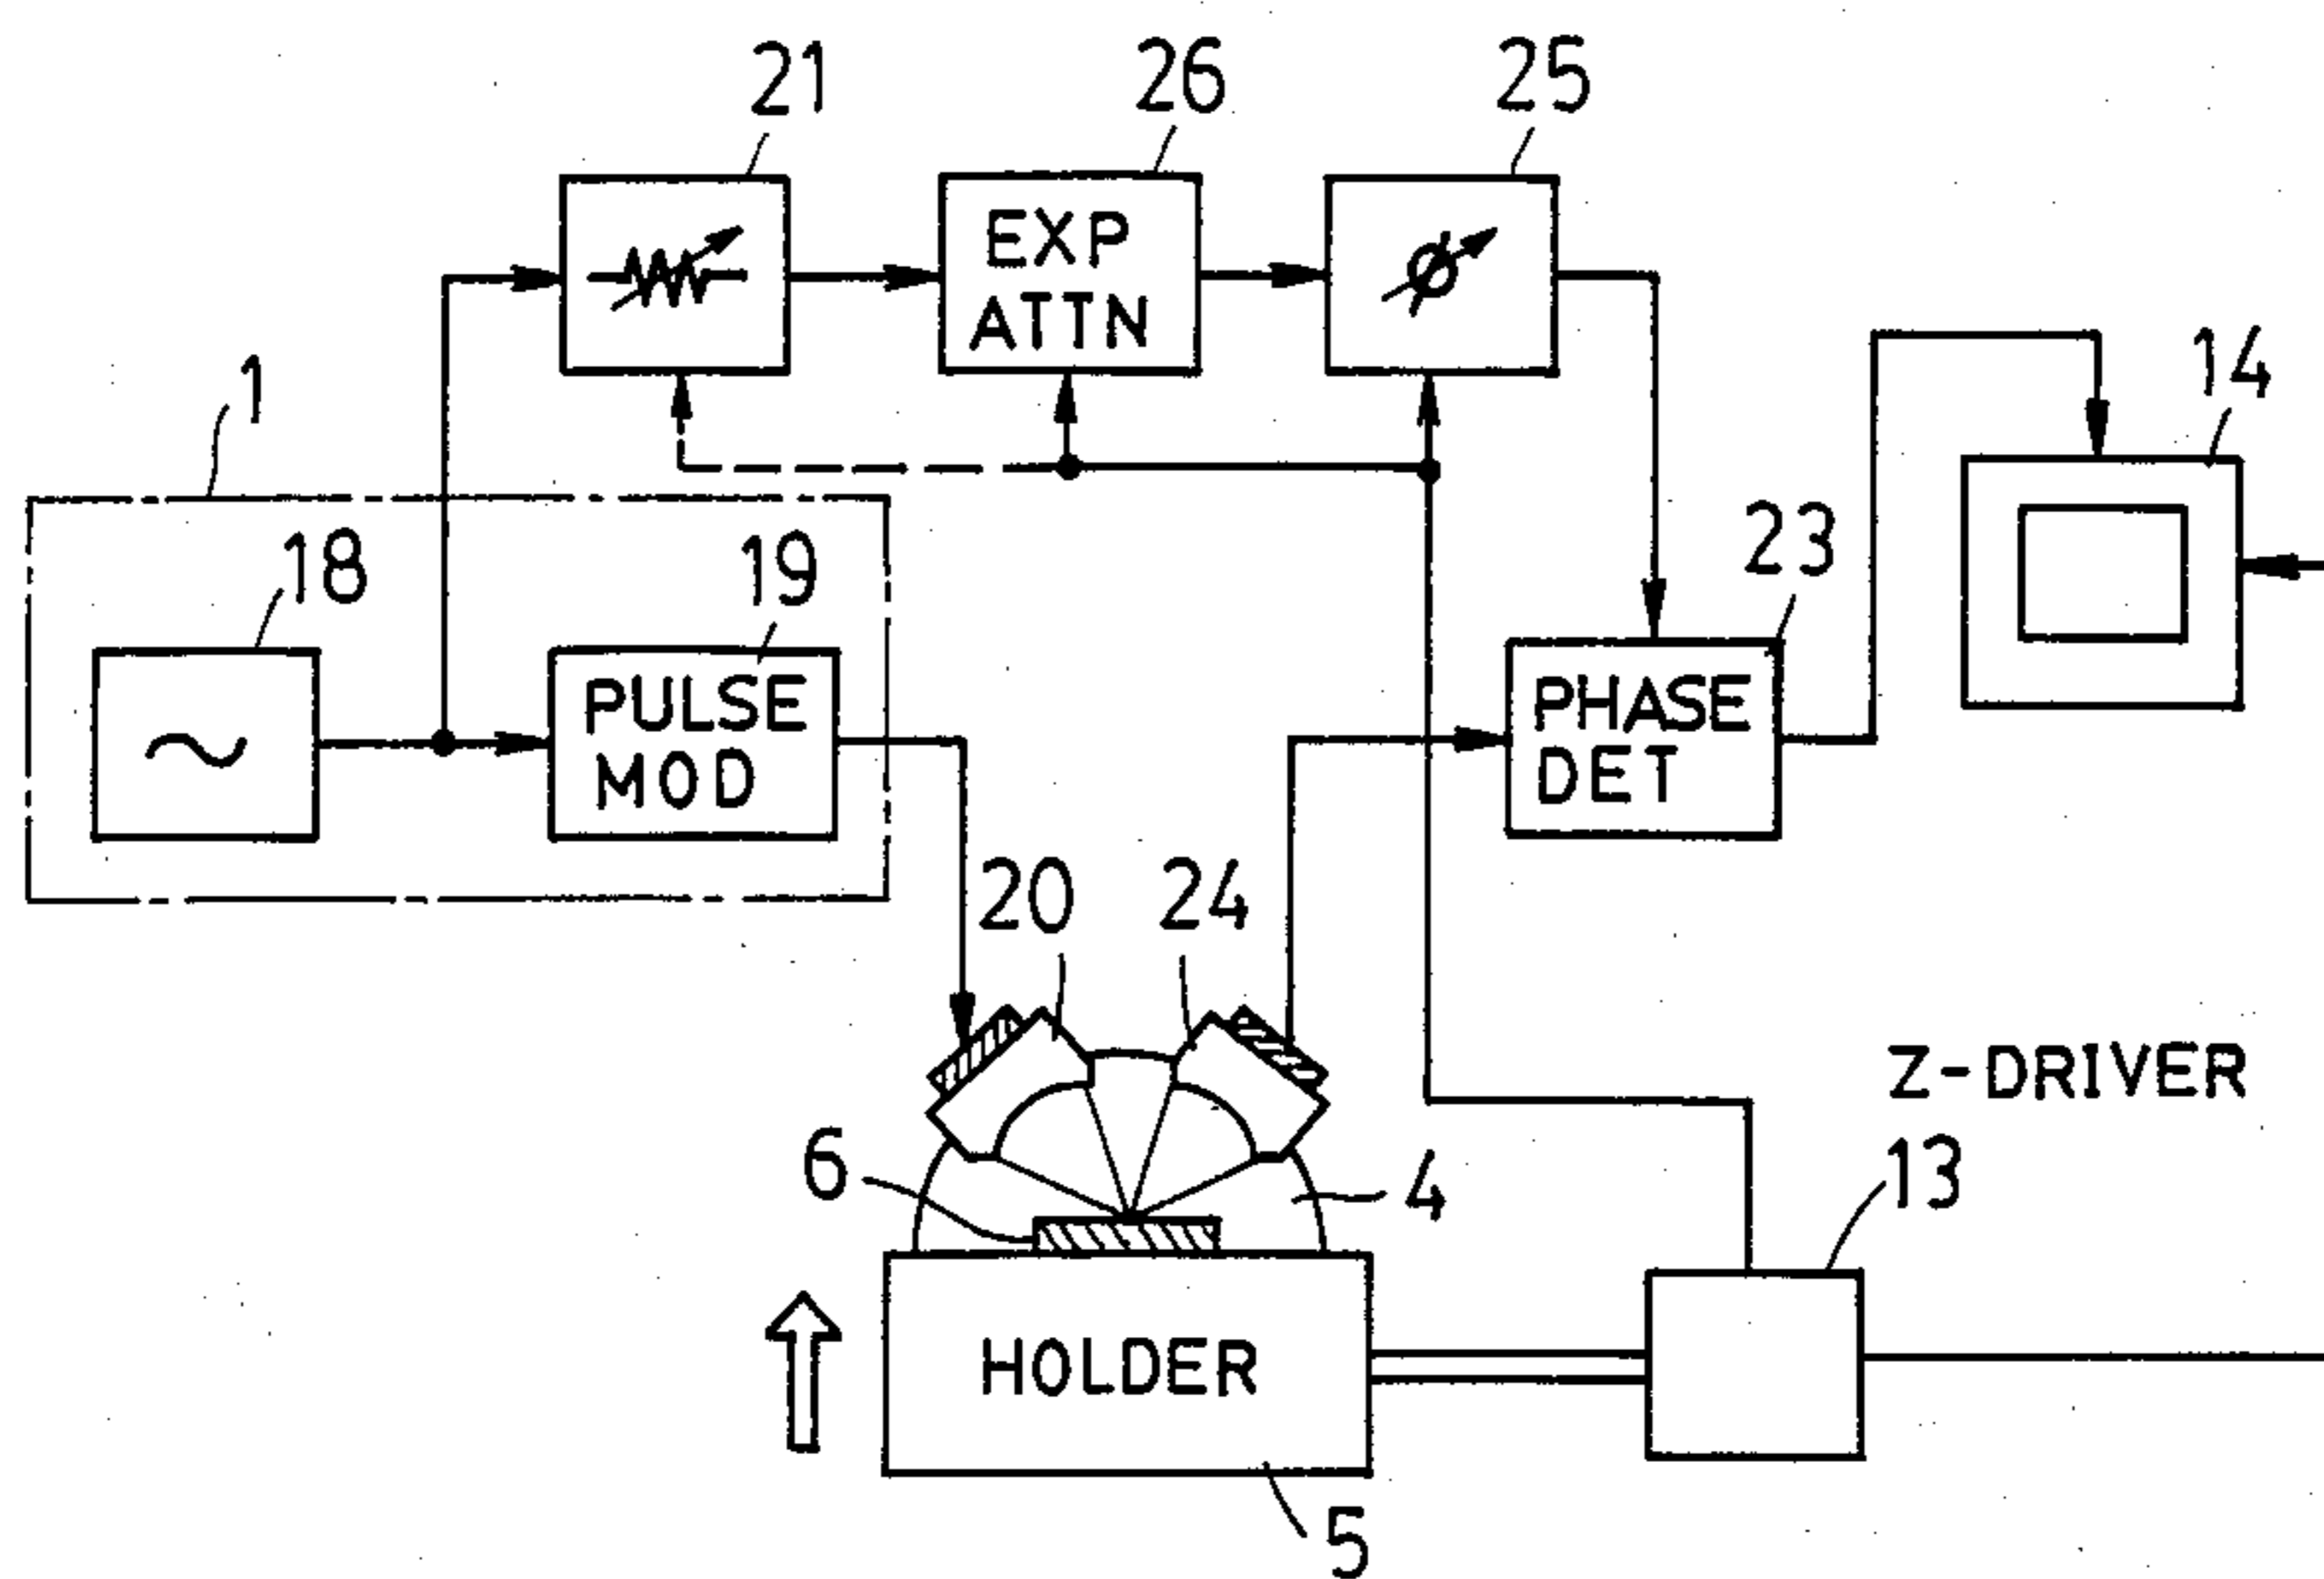 21
26
25
EXP
ATTN
φ
1
14
18
19
23
PULSE
MOD
PHASE
DET
~
20
24
Z-DRIVER
6
4
13
HOLDER
5